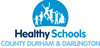 Healthy Schools
COUNTY DURHAM & DARLINGTON